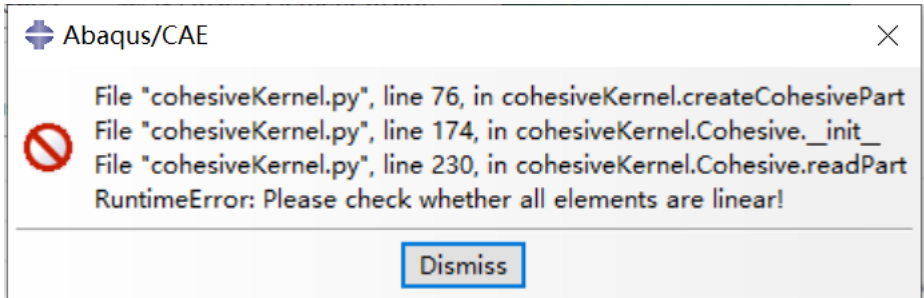 Abaqus/CAE
File "cohesiveKernel.py", line 76, in cohesiveKernel.createCohesivePart
File "cohesiveKernel.py", line 174, in cohesiveKernel.Cohesive.__init__
File "cohesiveKernel.py", line 230, in cohesiveKernel.Cohesive.readPart
RuntimeError: Please check whether all elements are linear!
Dismiss